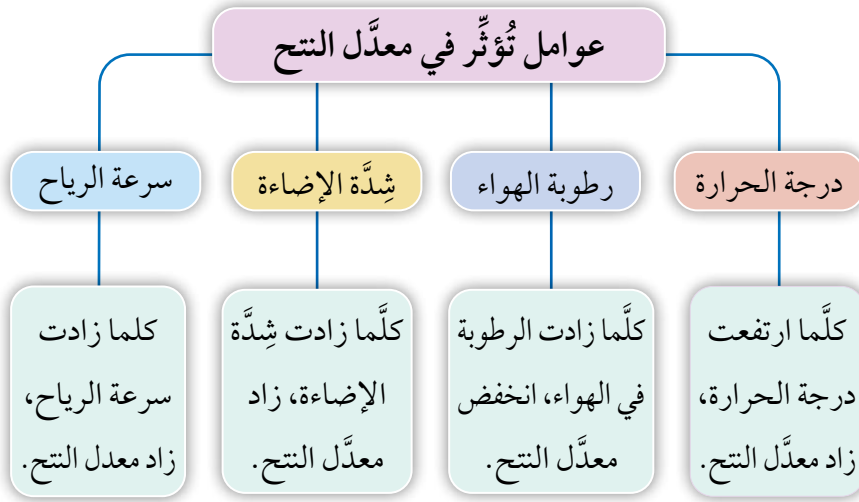 عوامل تُؤثِّر في معدَّل النتح
درجة الحرارة
رطوبة الهواء
شِدَّة الإضاءة
سرعة الرياح
كلَّما ارتفعت
درجة الحرارة،
زاد معدَّل النتح.
كلَّما زادت الرطوبة
في الهواء، انخفض
معدَّل النتح.
كلَّما زادت شِدَّة
الإضاءة، زاد
معدَّل النتح.
كلما زادت
سرعة الرياح،
زاد معدل النتح.